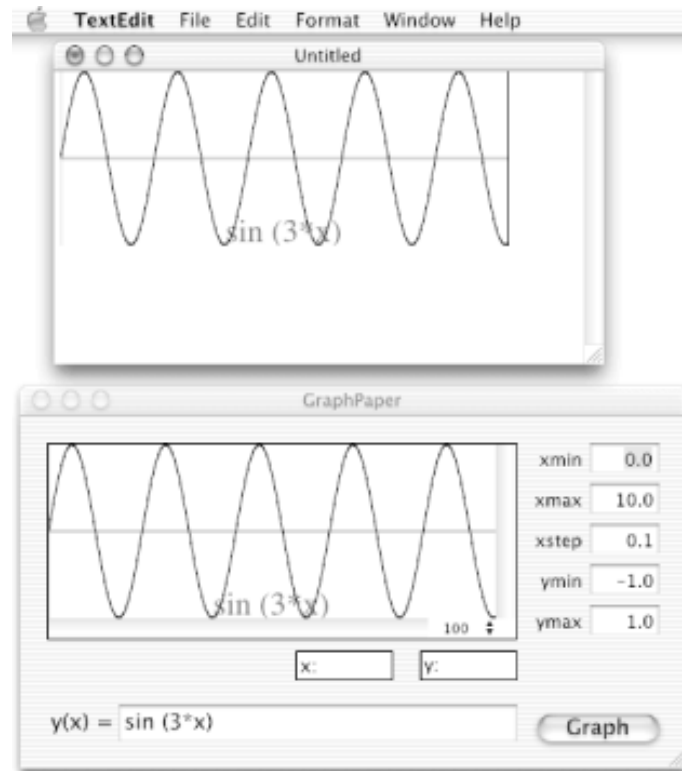 TextEdit File Edit Format Window Help
Untitled
sin (3*x)
GraphPaper
sin (3*x)
100
xmin 0.0
xmax 10.0
xstep 0.1
ymin -1.0
ymax 1.0
x: y:
y(x) = sin (3*x)
Graph